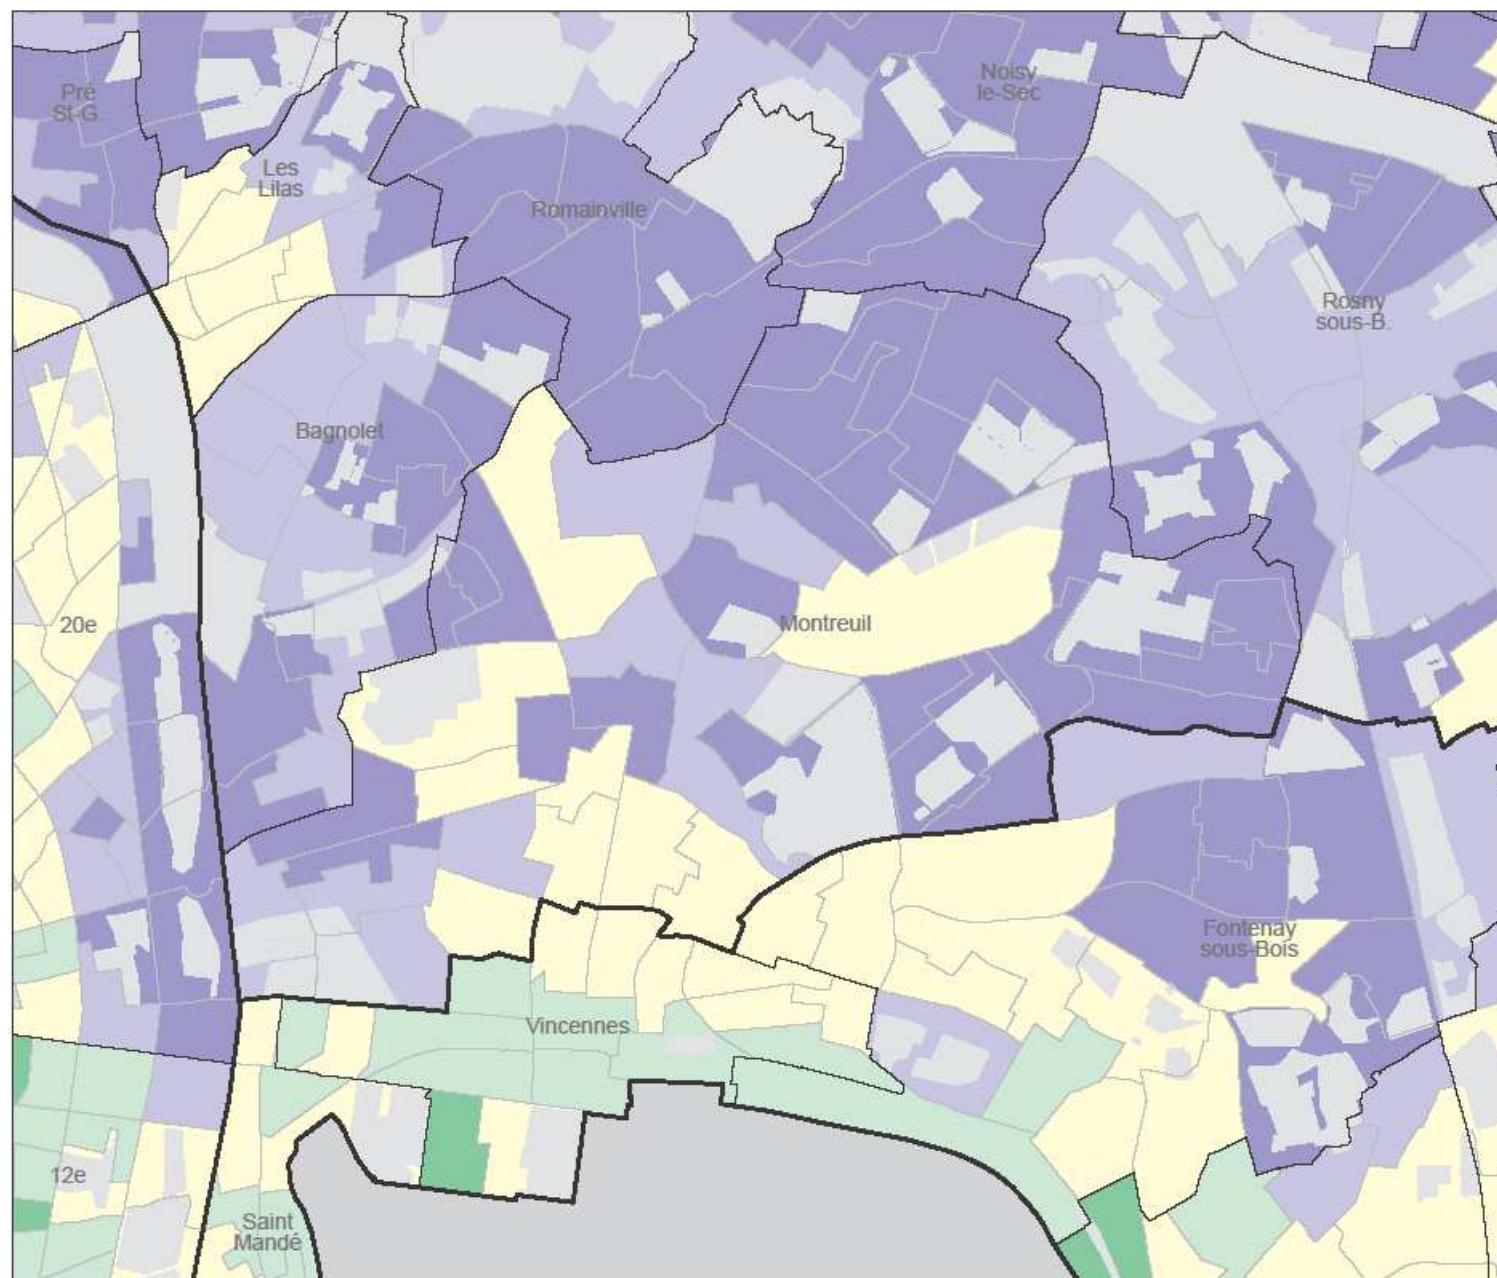 Pré
St-G.
Noisy
le-Sec
Les
Lilas
Romainville
Rosny
sous-B.
Bagnolet
20e
Montreuil
Fontenay
sous-Bois
Vincennes
12e
Saint
Mandé